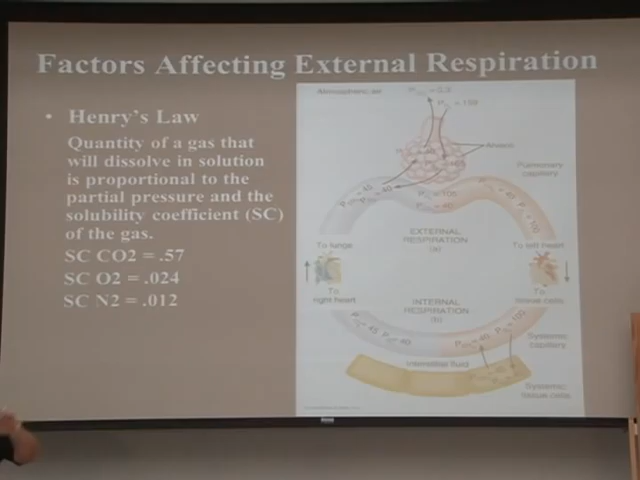 Factors Affecting External Respiration
• Henry's Law
Quantity of a gas that
will dissolve in solution
is proportional to the
partial pressure and the
solubility coefficient (SC)
of the gas.
SC CO2 = .57
SC O2 = .024
SC N2 = .012
Atmospheric air
Alveoli
Pulmonary
capillary
EXTERNAL
RESPIRATION
(a)
To lungs
To left heart
To
right heart
To
tissue cells
INTERNAL
RESPIRATION
(b)
Systemic
capillary
Interstitial fluid
Systemic
tissue cells